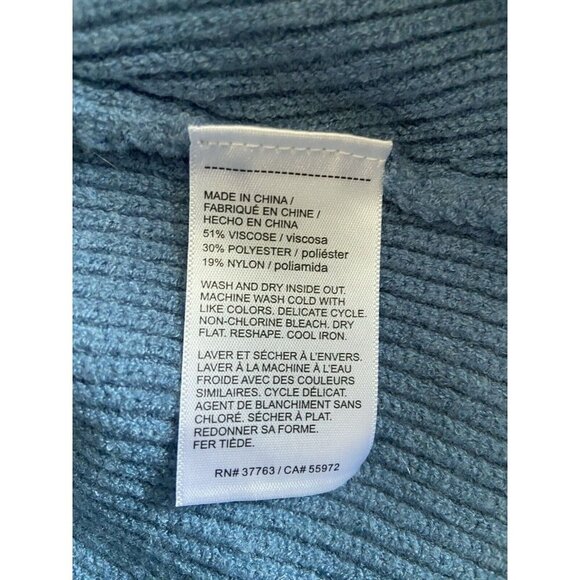 MADE IN CHINA /
FABRIQUÉ EN CHINE /
HECHO EN CHINA
51% VISCOSE / viscosa
30% POLYESTER / poliéster
19% NYLON / poliamida
WASH AND DRY INSIDE OUT.
MACHINE WASH COLD WITH
LIKE COLORS. DELICATE CYCLE.
NON-CHLORINE BLEACH. DRY
FLAT. RESHAPE. COOL IRON.
LAVER ET SÉCHER À L'ENVERS.
LAVER À LA MACHINE À L'EAU
FROIDE AVEC DES COULEURS
SIMILAIRES. CYCLE DÉLICAT.
AGENT DE BLANCHIMENT SANS
CHLORÉ. SÉCHER À PLAT.
REDONNER SA FORME.
FER TIÈDE.
RN# 37763 / CA# 55972